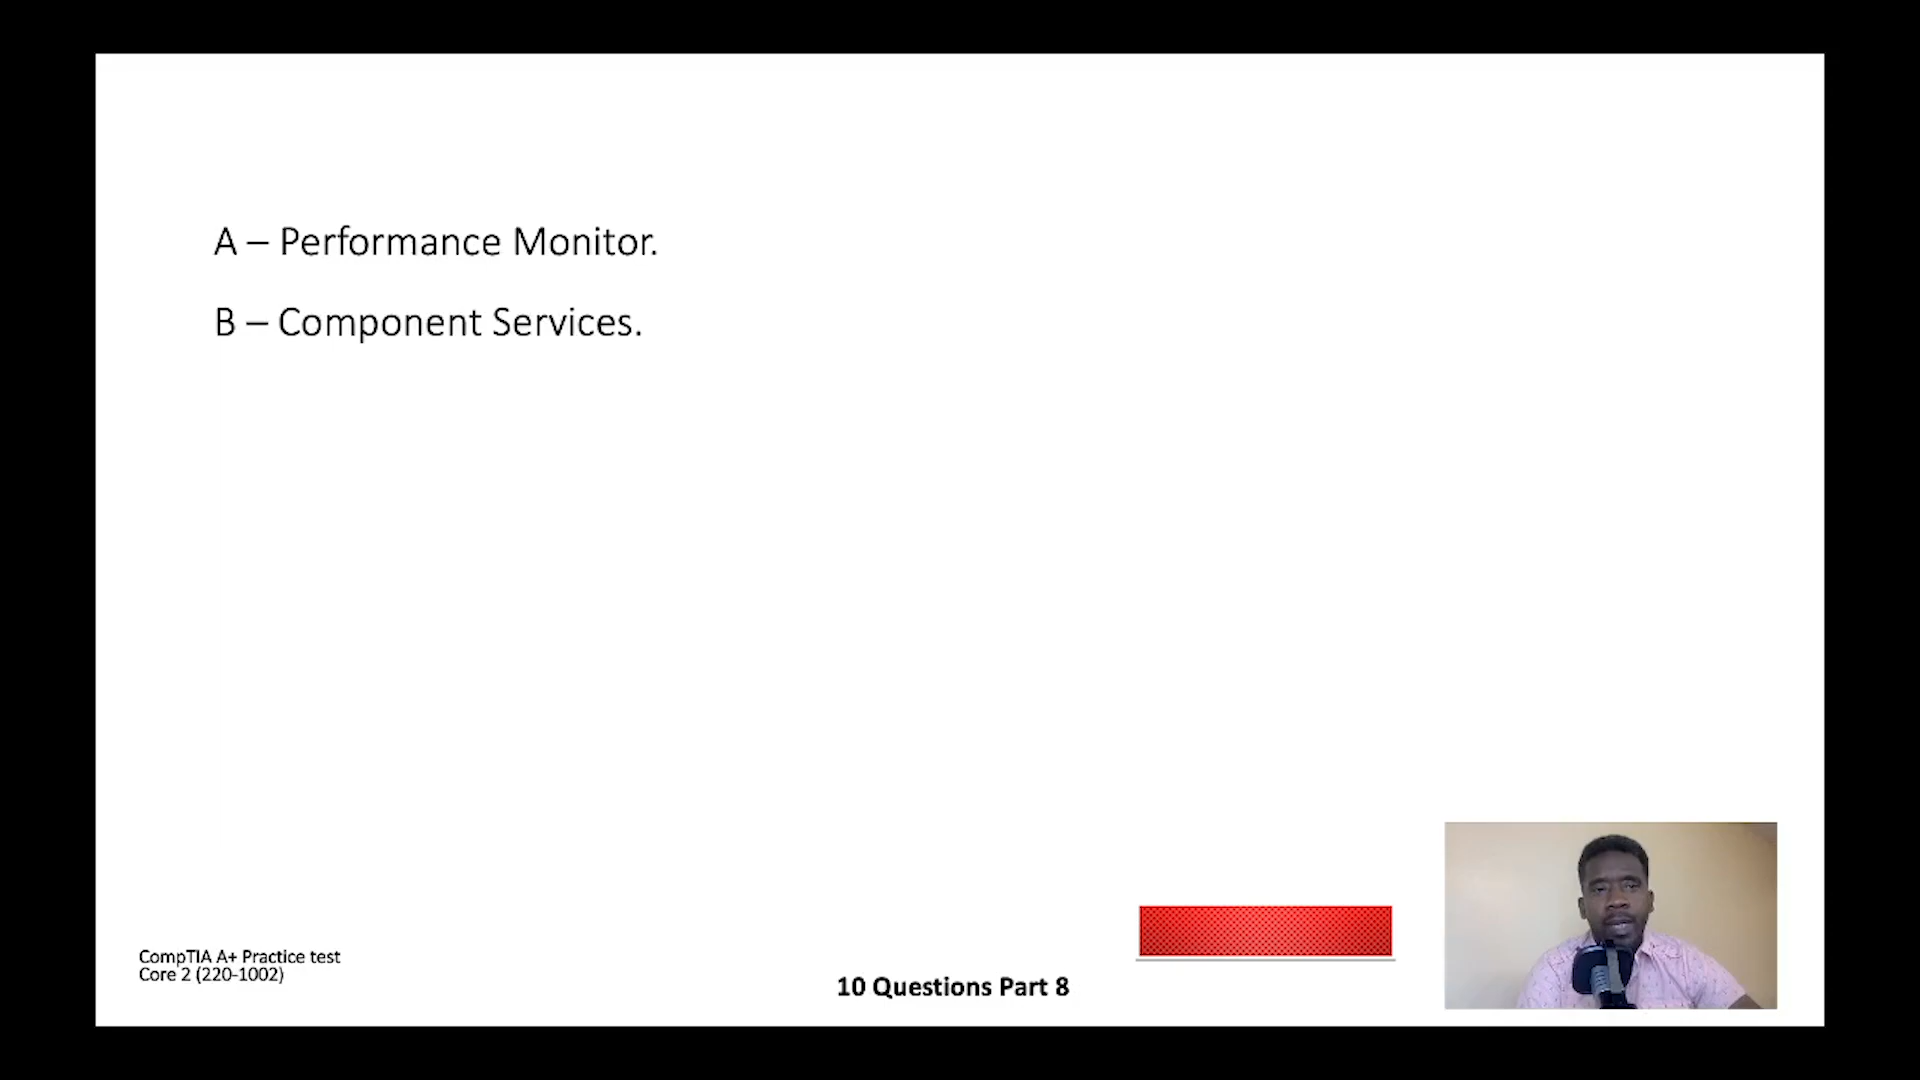 A – Performance Monitor.
B – Component Services.
CompTIA A+ Practice test
Core 2 (220-1002)
10 Questions Part 8